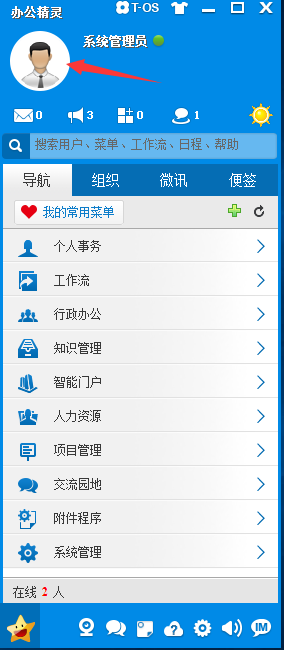 办公精灵 T-OS
系统管理员
0 3 0 1
搜索用户、菜单、工作流、日程、帮助
导航 组织 微讯 便签
我的常用菜单
个人事务
工作流
行政办公
知识管理
智能门户
人力资源
项目管理
交流园地
附件程序
系统管理
在线 2 人
IM